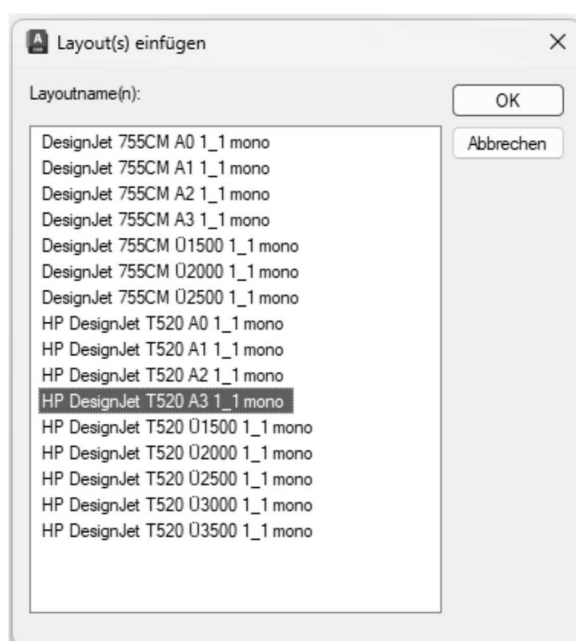 Layout(s) einfügen
Layoutname(n):
OK
Abbrechen
DesignJet 755CM A0 1_1 mono
DesignJet 755CM A1 1_1 mono
DesignJet 755CM A2 1_1 mono
DesignJet 755CM A3 1_1 mono
DesignJet 755CM Ü1500 1_1 mono
DesignJet 755CM Ü2000 1_1 mono
DesignJet 755CM Ü2500 1_1 mono
HP DesignJet T520 A0 1_1 mono
HP DesignJet T520 A1 1_1 mono
HP DesignJet T520 A2 1_1 mono
HP DesignJet T520 A3 1_1 mono
HP DesignJet T520 Ü1500 1_1 mono
HP DesignJet T520 Ü2000 1_1 mono
HP DesignJet T520 Ü2500 1_1 mono
HP DesignJet T520 Ü3000 1_1 mono
HP DesignJet T520 Ü3500 1_1 mono